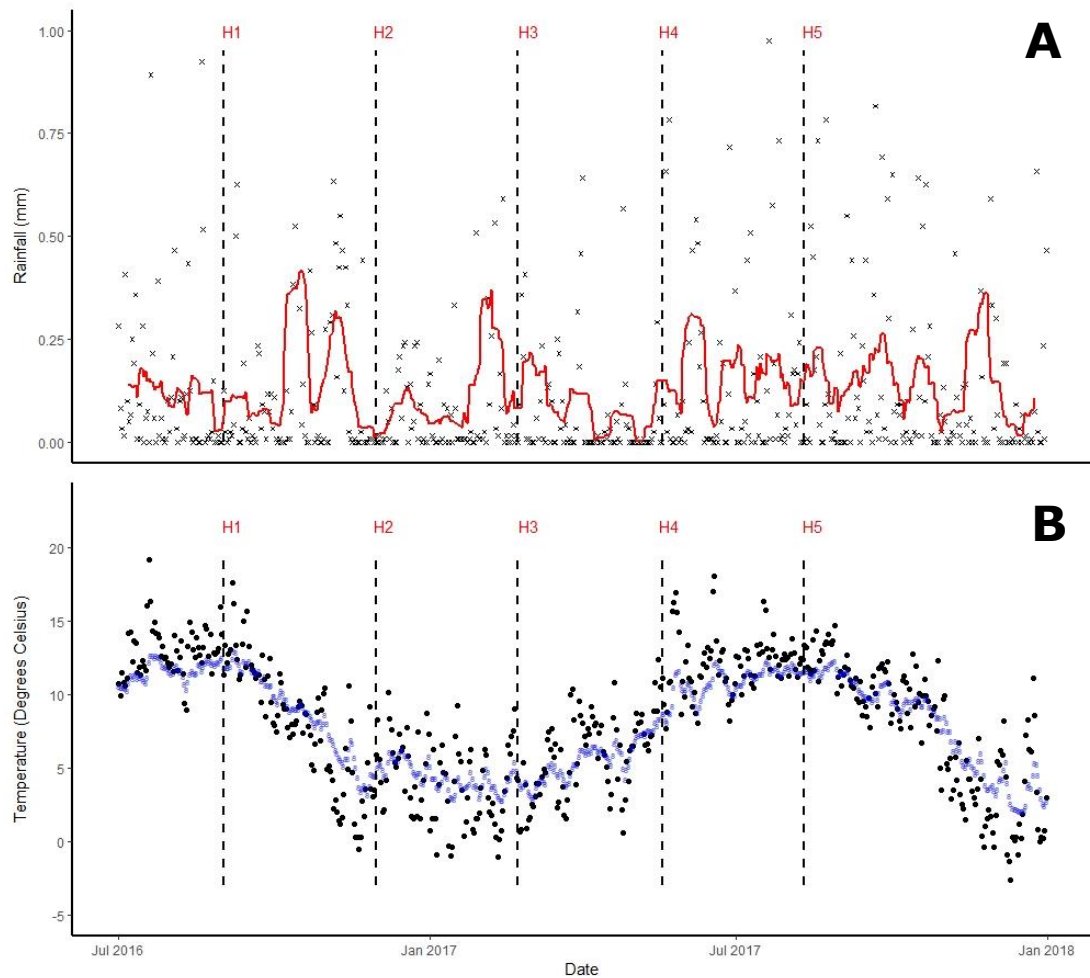 A
H1 H2 H3 H4 H5
1.00
0.75
0.50
0.25
0.00
Rainfall (mm)
B
H1 H2 H3 H4 H5
20
15
10
5
0
-5
Temperature (Degrees Celsius)
Jul 2016 Jan 2017 Jul 2017 Jan 2018
Date